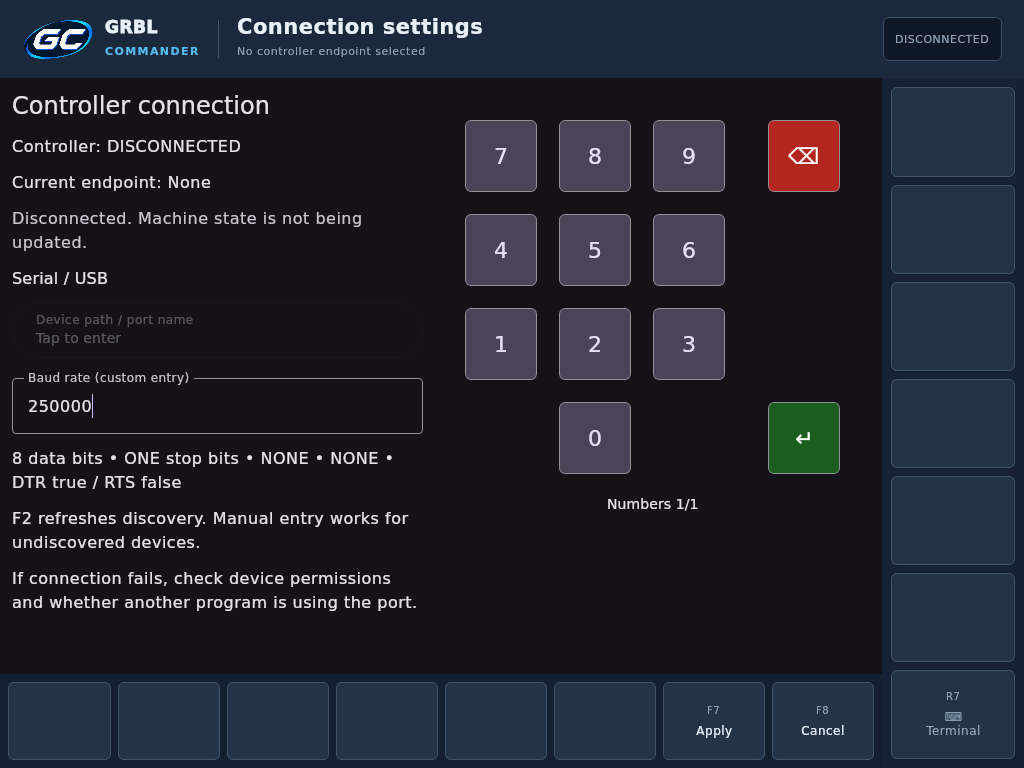 GC
GRBL
COMMANDER
Connection settings
No controller endpoint selected
DISCONNECTED
Controller connection
Controller: DISCONNECTED
Current endpoint: None
Disconnected. Machine state is not being
updated.
Serial / USB
Device path / port name
Tap to enter
Baud rate (custom entry)
250000
8 data bits • ONE stop bits • NONE • NONE •
DTR true / RTS false
F2 refreshes discovery. Manual entry works for
undiscovered devices.
If connection fails, check device permissions
and whether another program is using the port.
7 8 9 ⌫
4 5 6
1 2 3
0 ↵
Numbers 1/1
F7
Apply
F8
Cancel
R7
⌨
Terminal